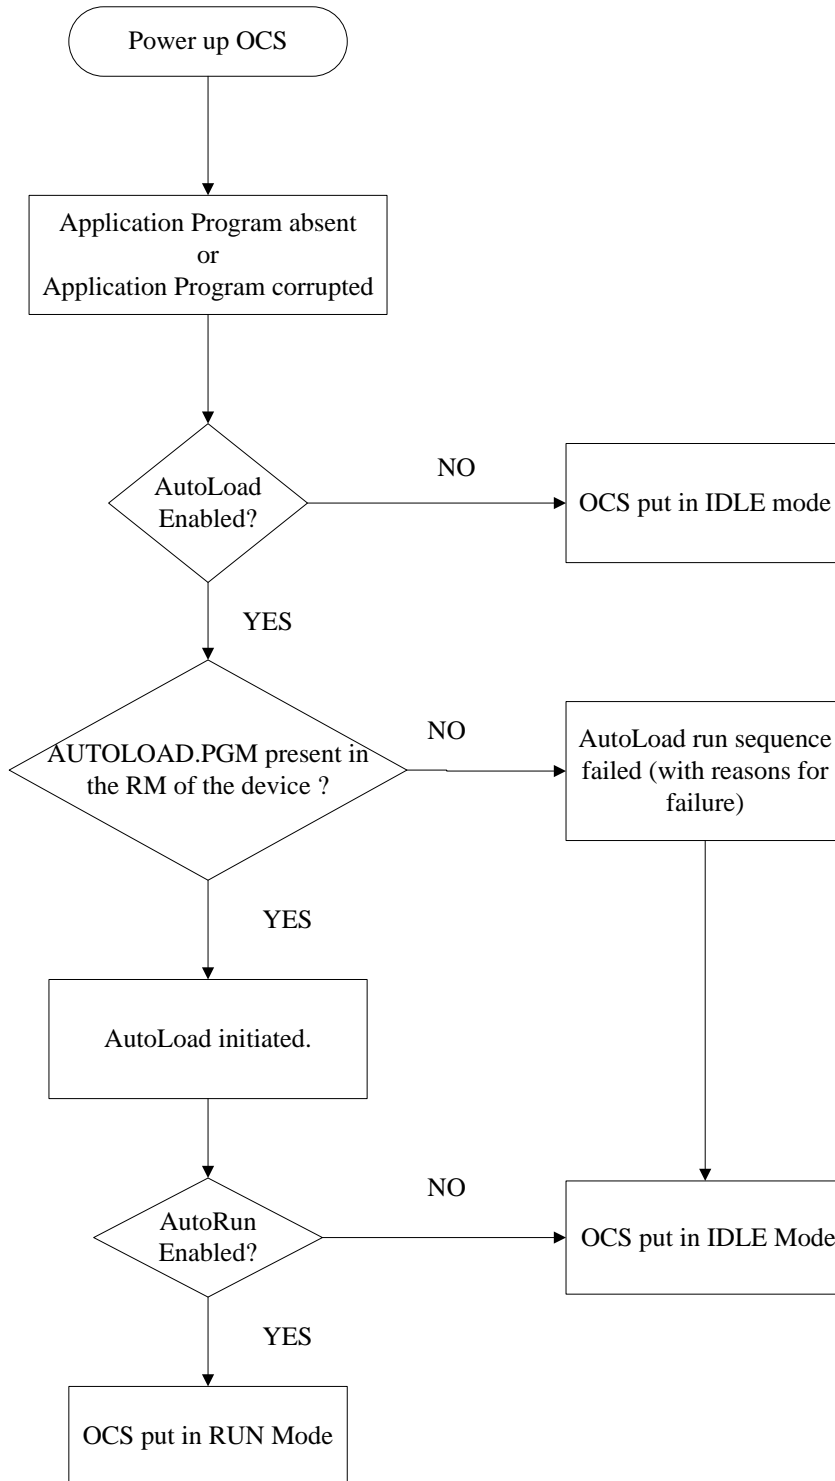 Power up OCS
Application Program absent
or
Application Program corrupted
AutoLoad
Enabled?
NO
OCS put in IDLE mode
YES
AUTOLOAD.PGM present in
the RM of the device ?
NO
AutoLoad run sequence
failed (with reasons for
failure)
YES
AutoLoad initiated.
AutoRun
Enabled?
NO
OCS put in IDLE Mode
YES
OCS put in RUN Mode